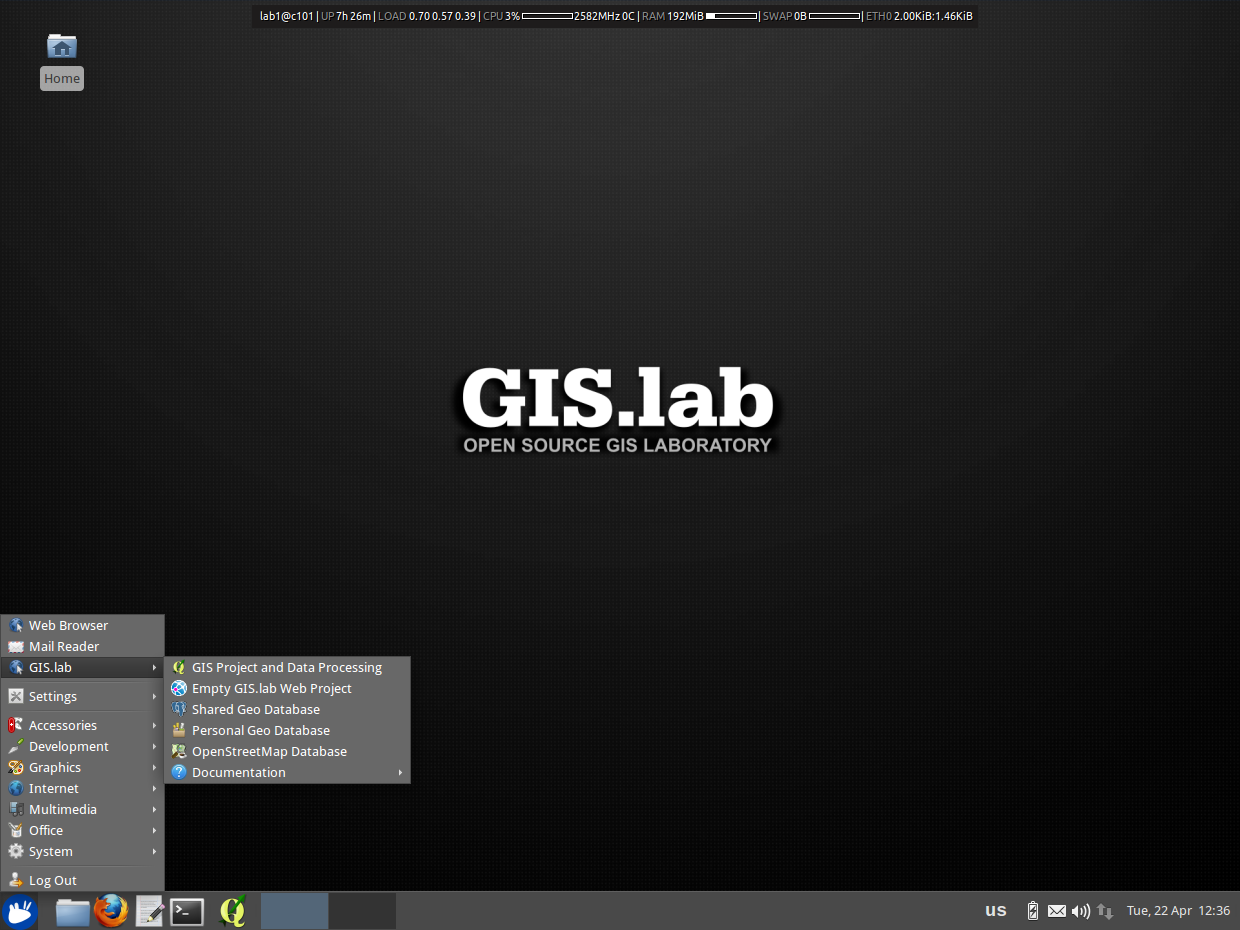 lab1@c101 | UP 7h 26m | LOAD 0.70 0.57 0.39 | CPU 3% 2582MHz 0C | RAM 192MiB | SWAP 0B | ETH0 2.00KiB:1.46KiB
Home
GIS.lab
OPEN SOURCE GIS LABORATORY
Web Browser
Mail Reader
GIS.lab
Settings
Accessories
Development
Graphics
Internet
Multimedia
Office
System
Log Out
GIS Project and Data Processing
Empty GIS.lab Web Project
Shared Geo Database
Personal Geo Database
OpenStreetMap Database
Documentation
us
Tue, 22 Apr 12:36